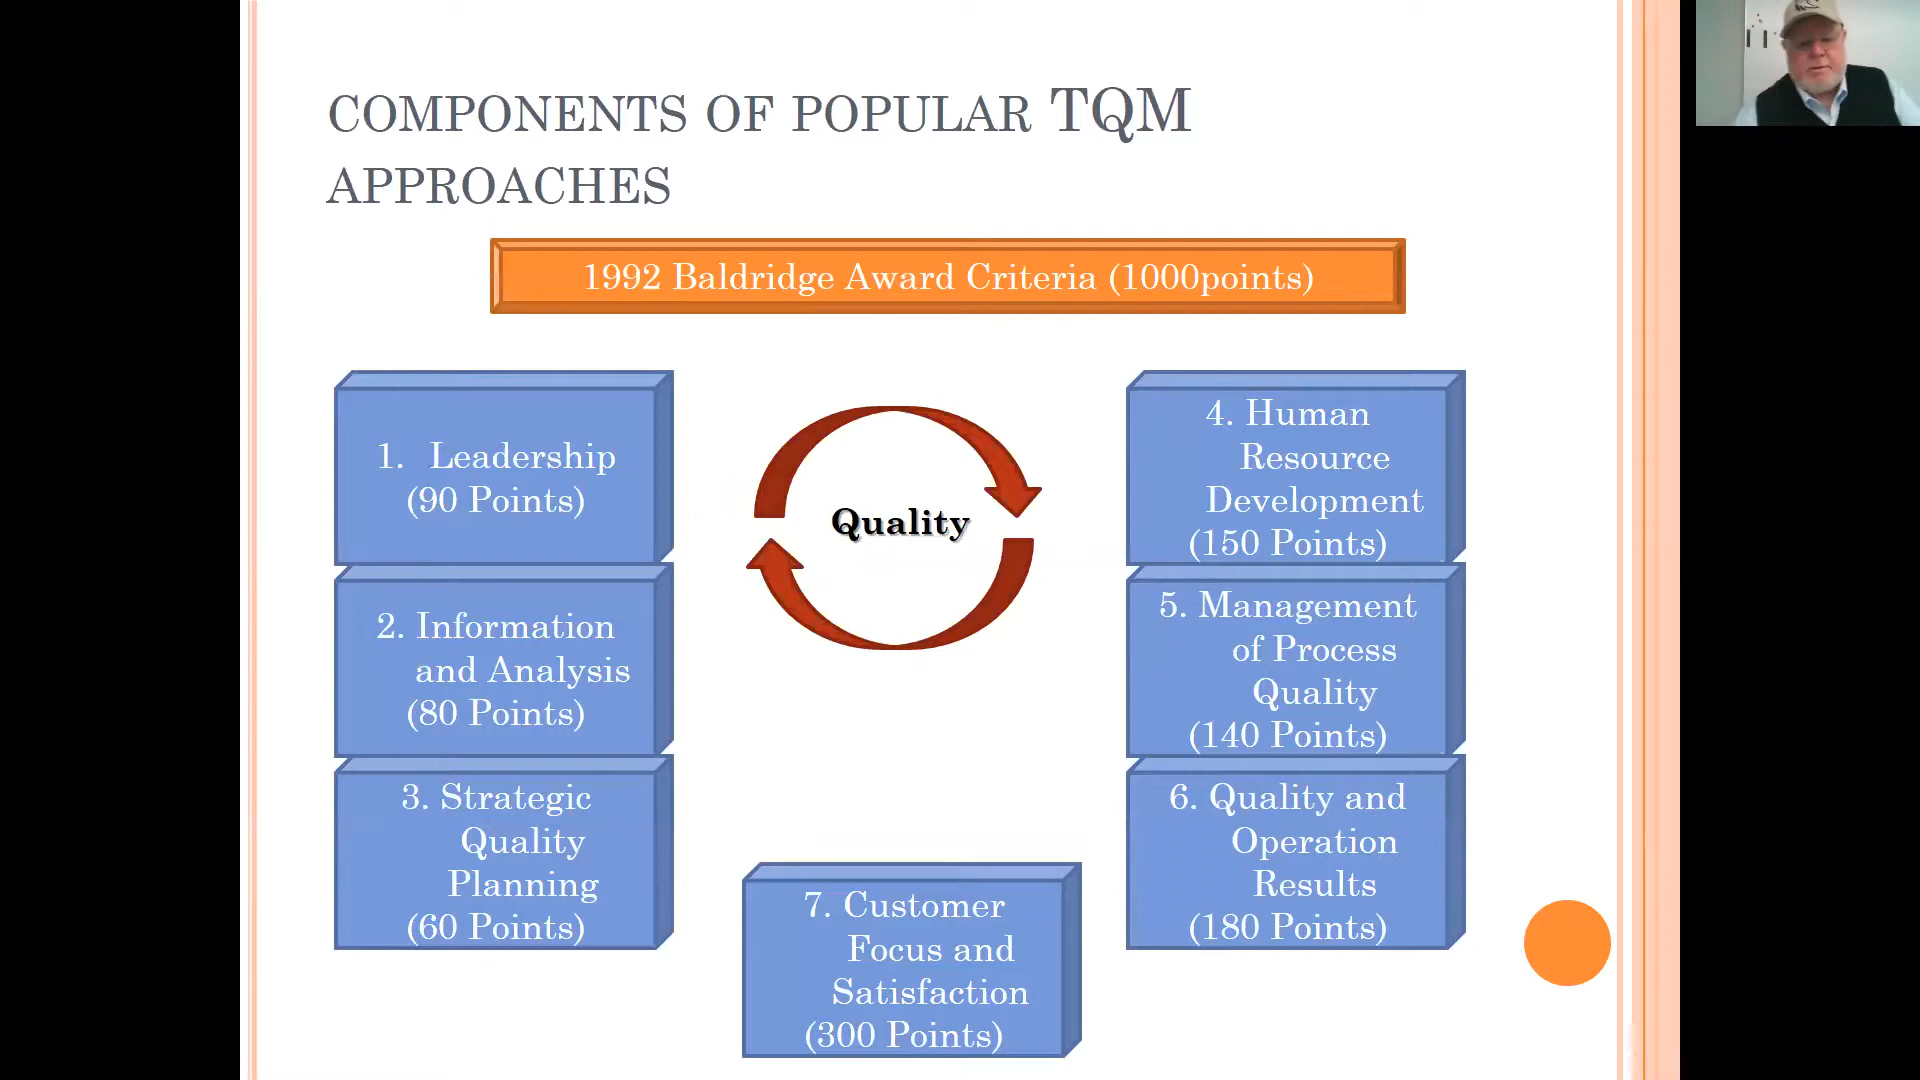 COMPONENTS OF POPULAR TQM
APPROACHES
1992 Baldridge Award Criteria (1000points)
1. Leadership
(90 Points)
2. Information
and Analysis
(80 Points)
3. Strategic
Quality
Planning
(60 Points)
Quality
4. Human
Resource
Development
(150 Points)
5. Management
of Process
Quality
(140 Points)
6. Quality and
Operation
Results
(180 Points)
7. Customer
Focus and
Satisfaction
(300 Points)